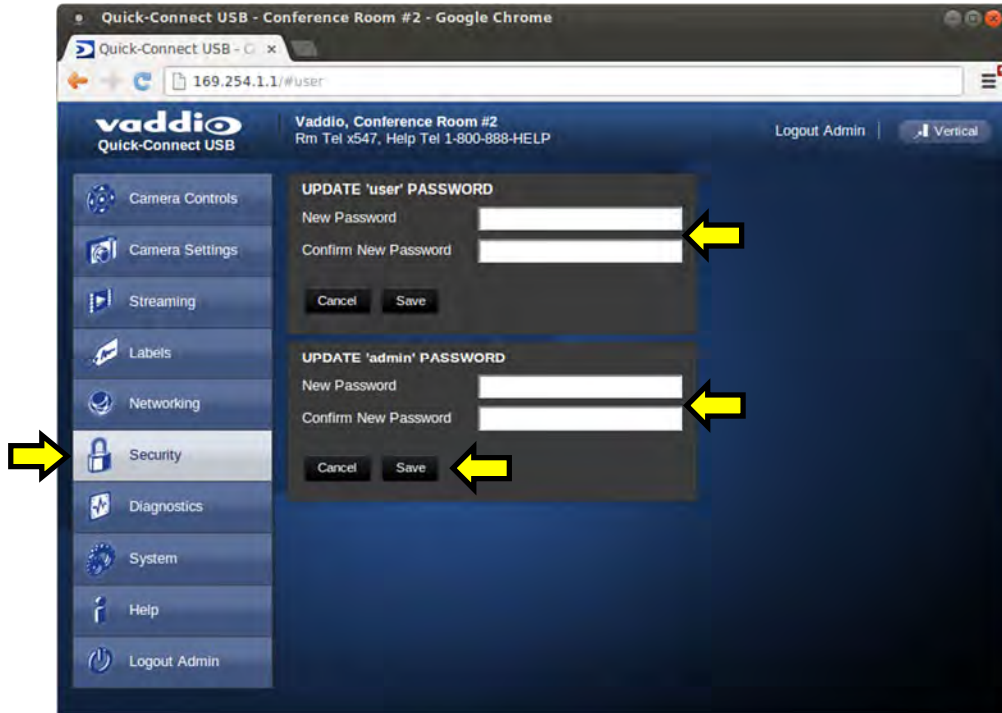 Quick-Connect USB - Conference Room #2 - Google Chrome
Quick-Connect USB - C
169.254.1.1/#user
vaddio
Quick-Connect USB
Vaddio, Conference Room #2
Rm Tel x547, Help Tel 1-800-888-HELP
Logout Admin
Vertical
Camera Controls
Camera Settings
Streaming
Labels
Networking
Security
Diagnostics
System
Help
Logout Admin
UPDATE 'user' PASSWORD
New Password
Confirm New Password
Cancel Save
UPDATE 'admin' PASSWORD
New Password
Confirm New Password
Cancel Save